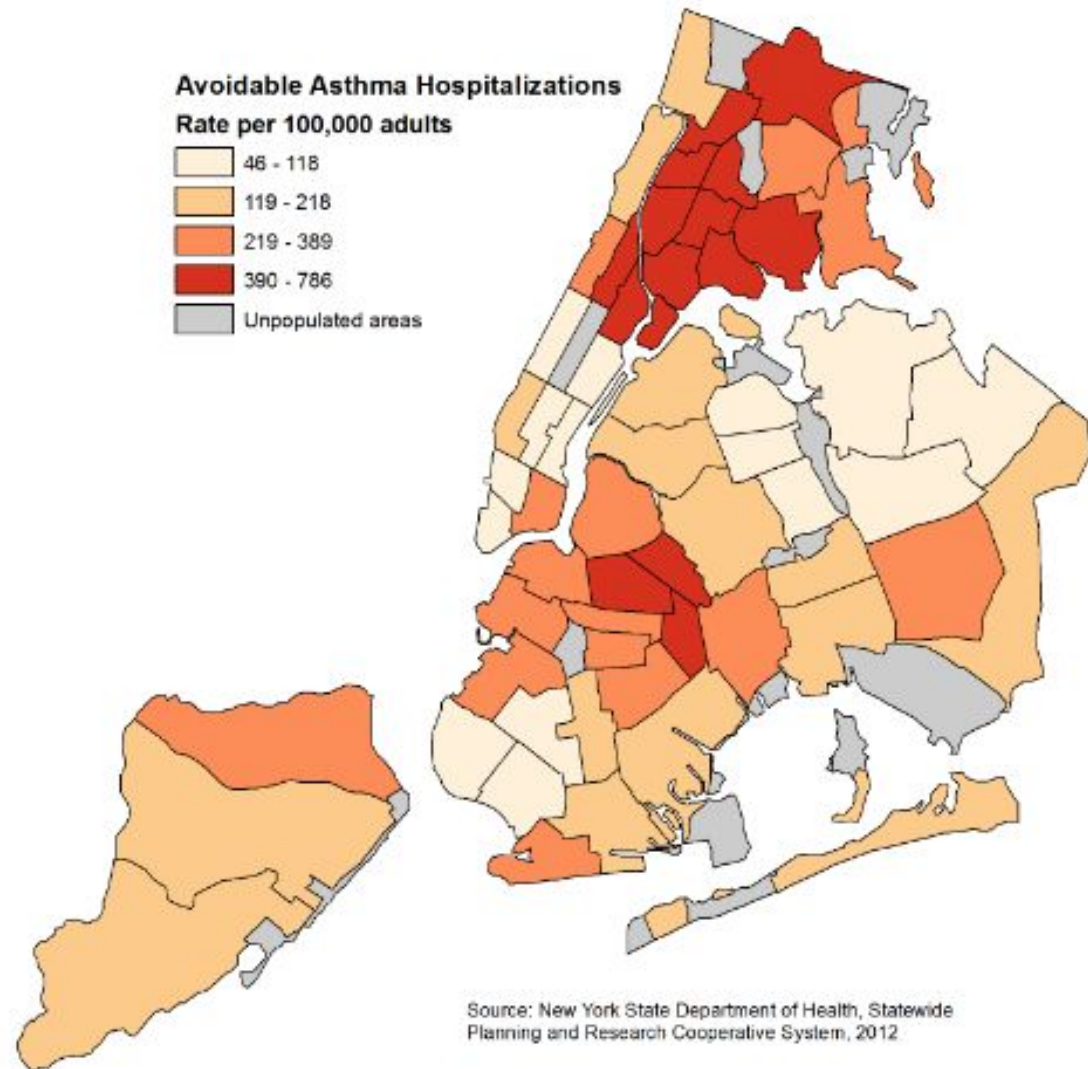 Avoidable Asthma Hospitalizations
Rate per 100,000 adults
46 - 118
119 - 218
219 - 389
390 - 786
Unpopulated areas
Source: New York State Department of Health, Statewide
Planning and Research Cooperative System, 2012